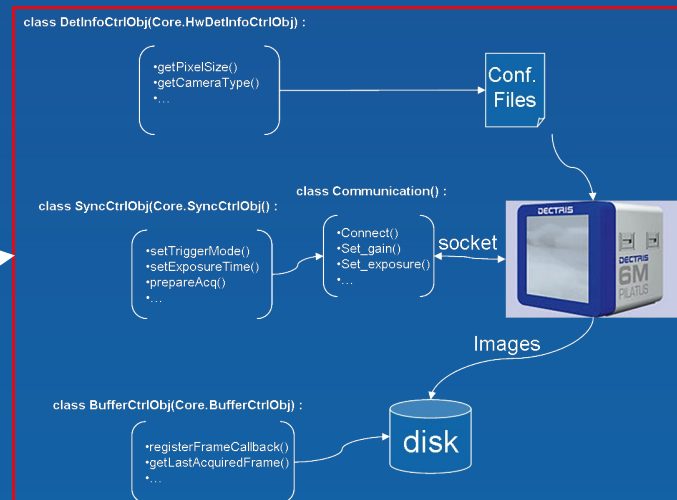 class DetInfoCtrlObj(Core.HwDetInfoCtrlObj) :
•getPixelSize()
•getCameraType()
•...
Conf.
Files
class SyncCtrlObj(Core.SyncCtrlObj() :
class Communication() :
•setTriggerMode()
•setExposureTime()
•prepareAcq()
•...
•Connect()
•Set_gain()
•Set_exposure()
•...
socket
DECTRIS
DECTRIS
6M
PILATUS
Images
class BufferCtrlObj(Core.BufferCtrlObj) :
•registerFrameCallback()
•getLastAcquiredFrame()
•...
disk